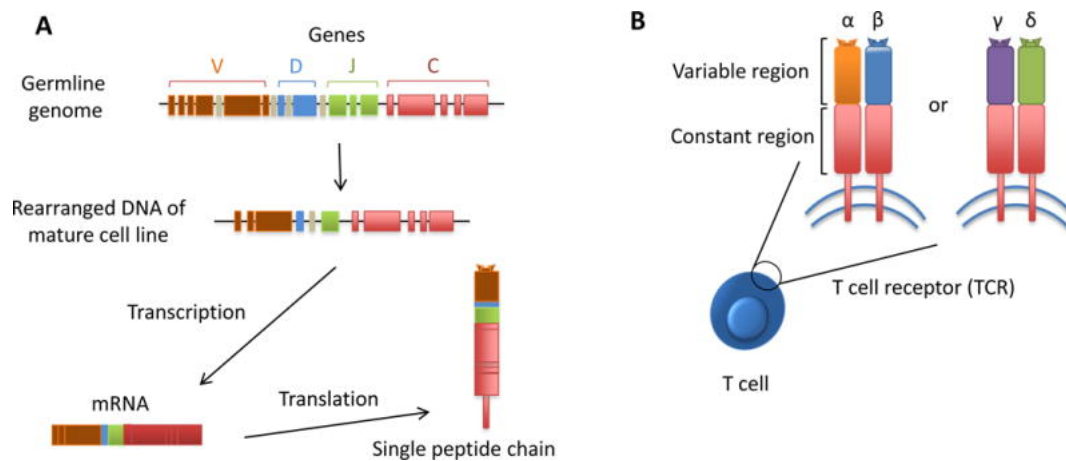 A
Genes
V D J C
Germline
genome
Rearranged DNA of
mature cell line
Transcription
mRNA
Translation
Single peptide chain
B
α β γ δ
Variable region
or
Constant region
T cell receptor (TCR)
T cell